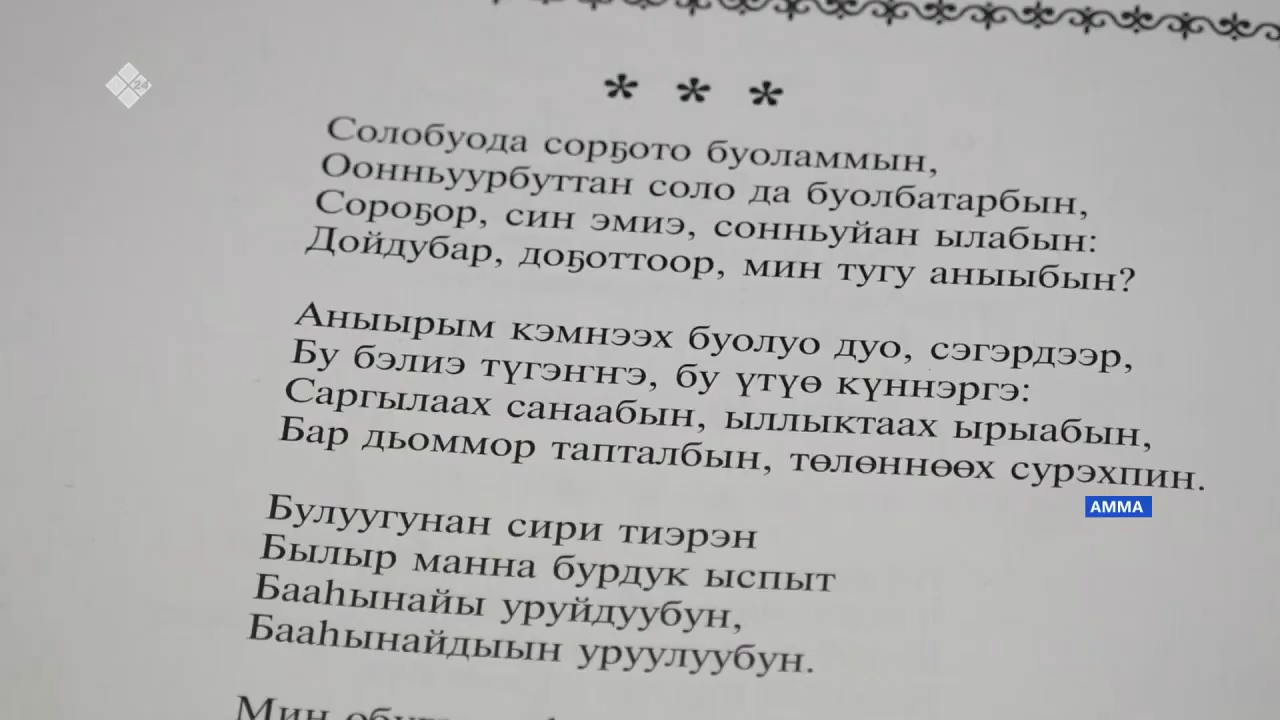 * * *
Солобуода сорҕото буоламмын,
Оонньуурбуттан соло да буолбатарбын,
Сороҕор, син эмиэ, сонньуйан ылабын:
Дойдубар, доҕоттоор, мин тугу аныыбын?
Аныырым кэмнээх буолуо дуо, сэгэрдээр,
Бу бэлиэ түгэҥҥэ, бу үтүө күннэргэ:
Саргылаах санаабын, ыллыктаах ырыабын,
Бар дьоммор тапталбын, төлөннөөх сурэхпин.
АММА
Булуугунан сири тиэрэн
Былыр манна бурдук ыспыт
Бааһынайы уруйдуубун,
Бааһынайдыын уруулуубун.
Мин
24